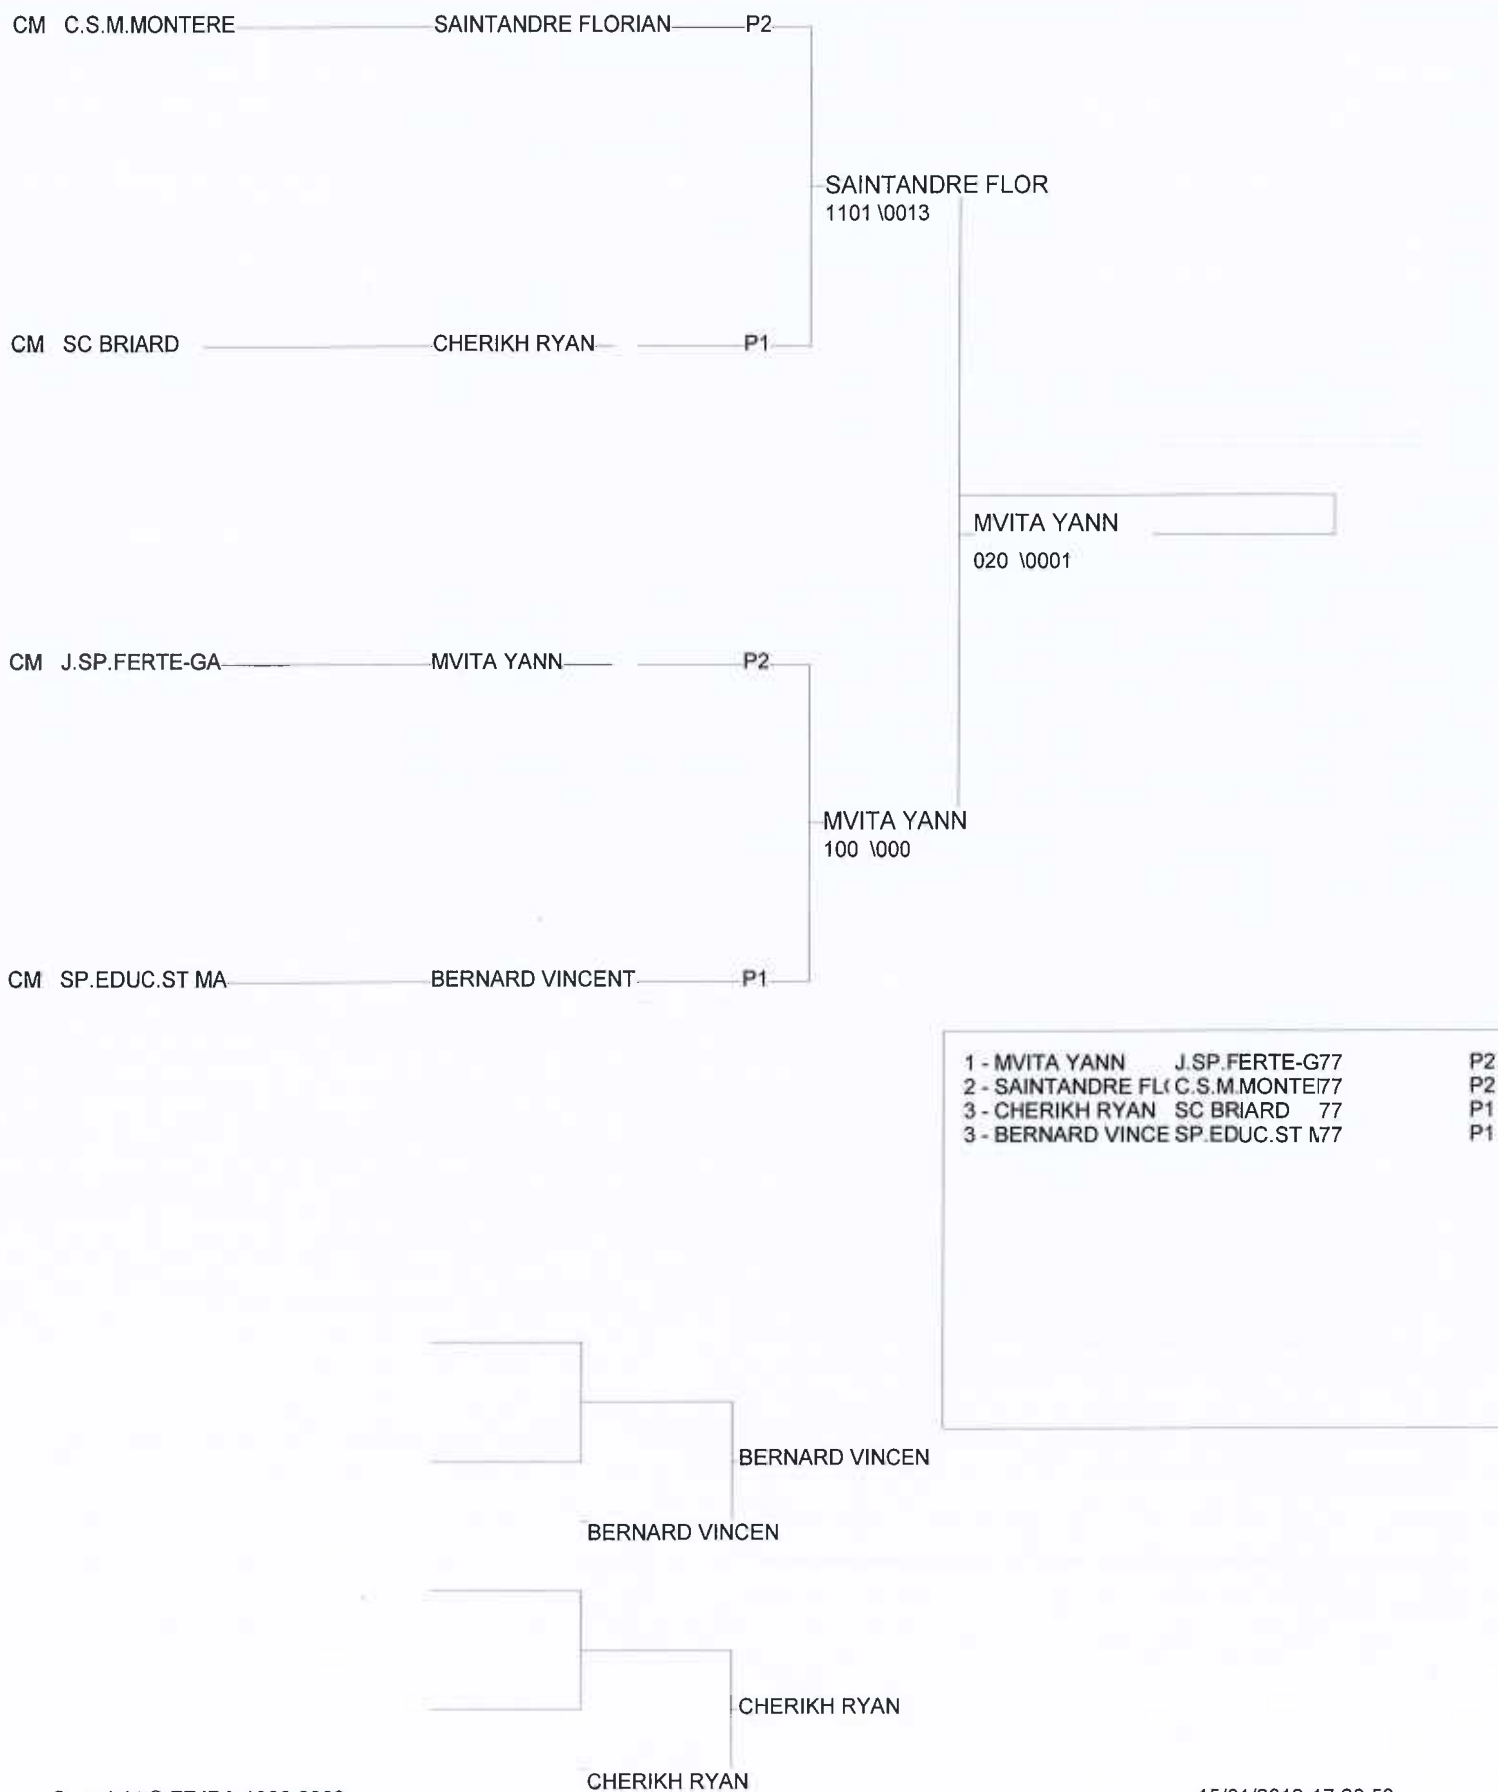 CM C.S.M.MONTERE SAINTANDRE FLORIAN P2
SAINTANDRE FLOR
1101 \0013
CM SC BRIARD CHERIKH RYAN P1
MVITA YANN
020 \0001
CM J.SP.FERTE-GA MVITA YANN P2
MVITA YANN
100 \000
CM SP.EDUC.ST MA BERNARD VINCENT P1
1 - MVITA YANN J.SP.FERTE-G77 P2
2 - SAINTANDRE FL C.S.M.MONTE 77 P2
3 - CHERIKH RYAN SC BRIARD 77 P1
3 - BERNARD VINCE SP.EDUC.ST 77 P1
BERNARD VINCEN
BERNARD VINCEN
CHERIKH RYAN
CHERIKH RYAN